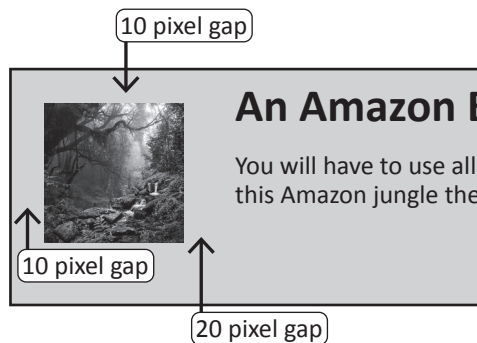 10 pixel gap
An Amazon
You will have to use all
this Amazon jungle the
10 pixel gap
20 pixel gap